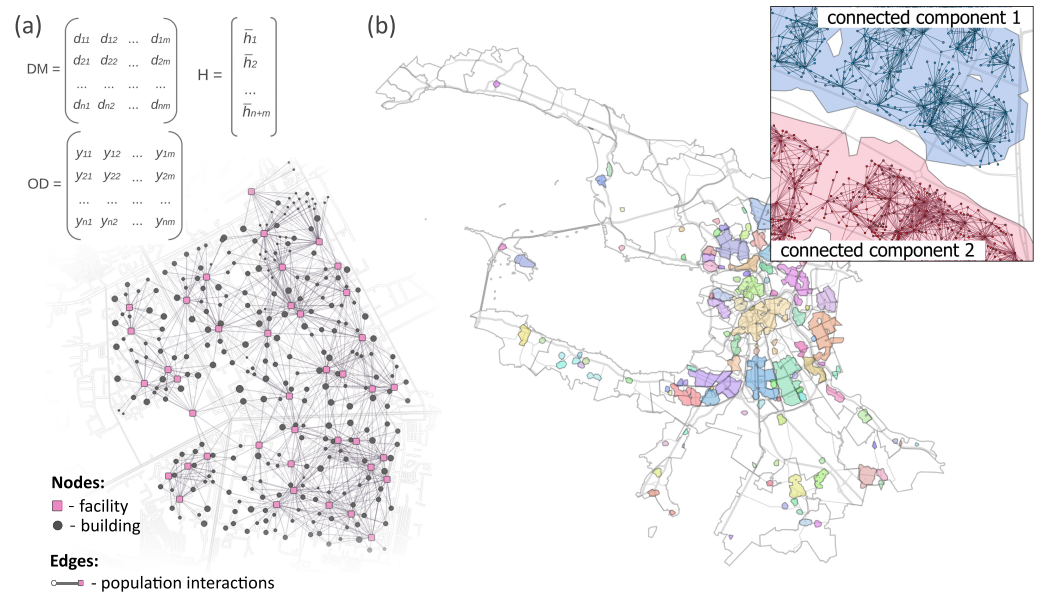 (a)
DM =
d11 d12 ... d1m
d21 d22 ... d2m
... ... ... ...
dn1 dn2 ... dnm
H =
h̅1
h̅2
...
h̅n+m
OD =
y11 y12 ... y1m
y21 y22 ... y2m
... ... ... ...
yn1 yn2 ... ynm
Nodes:
- facility
- building
Edges:
- population interactions
(b)
connected component 1
connected component 2